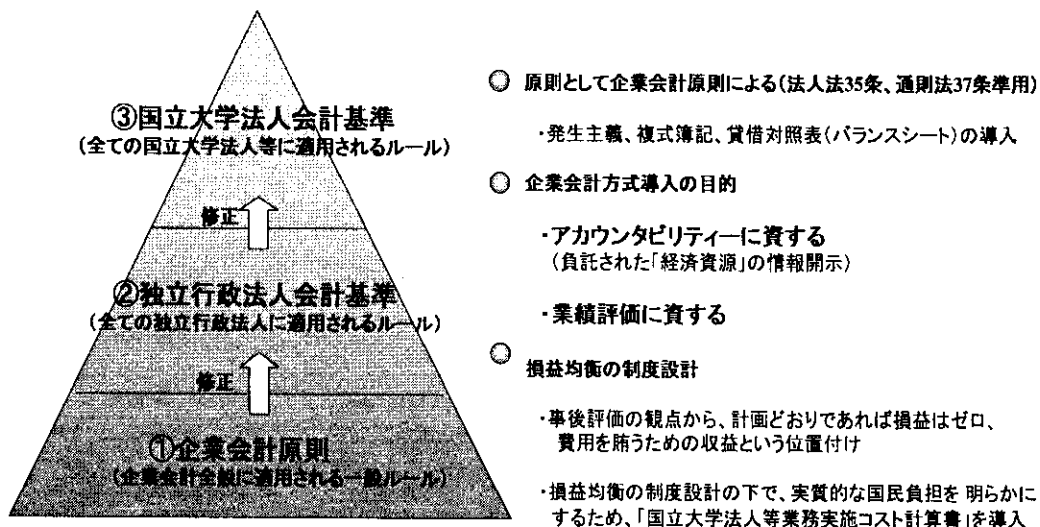 ③国立大学法人会計基準
(全ての国立大学法人等に適用されるルール)
修正
②独立行政法人会計基準
(全ての独立行政法人に適用されるルール)
修正
①企業会計原則
(企業会計全般に適用される一般ルール)
○ 原則として企業会計原則による(法人法35条、通則法37条準用)
・発生主義、複式簿記、貸借対照表(バランスシート)の導入
○ 企業会計方式導入の目的
・アカウンタビリティーに資する
(負託された「経済資源」の情報開示)
・業績評価に資する
○ 損益均衡の制度設計
・事後評価の観点から、計画どおりであれば損益はゼロ、
費用を賄うための収益という位置付け
・損益均衡の制度設計の下で、実質的な国民負担を 明らかに
するため、「国立大学法人等業務実施コスト計算書」を導入